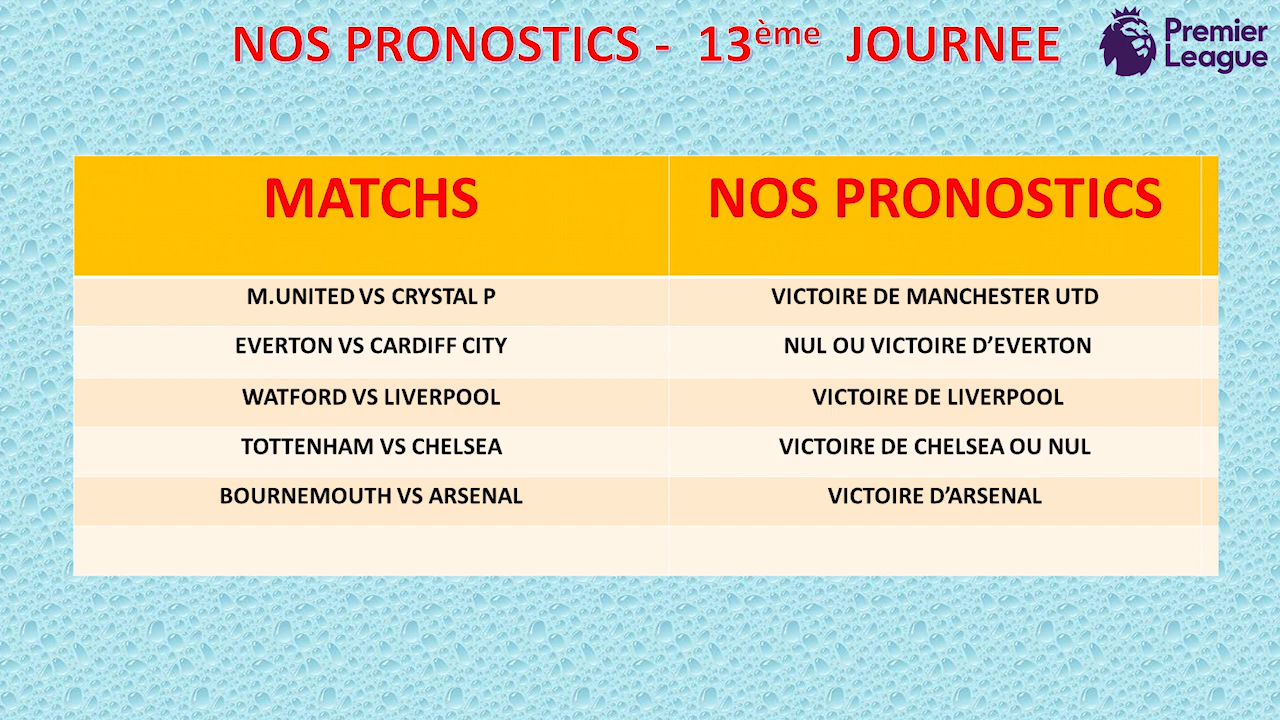 NOS PRONOSTICS - 13ème JOURNEE
Premier
League
MATCHS NOS PRONOSTICS
M.UNITED VS CRYSTAL P VICTOIRE DE MANCHESTER UTD
EVERTON VS CARDIFF CITY NUL OU VICTOIRE D’EVERTON
WATFORD VS LIVERPOOL VICTOIRE DE LIVERPOOL
TOTTENHAM VS CHELSEA VICTOIRE DE CHELSEA OU NUL
BOURNEMOUTH VS ARSENAL VICTOIRE D’ARSENAL